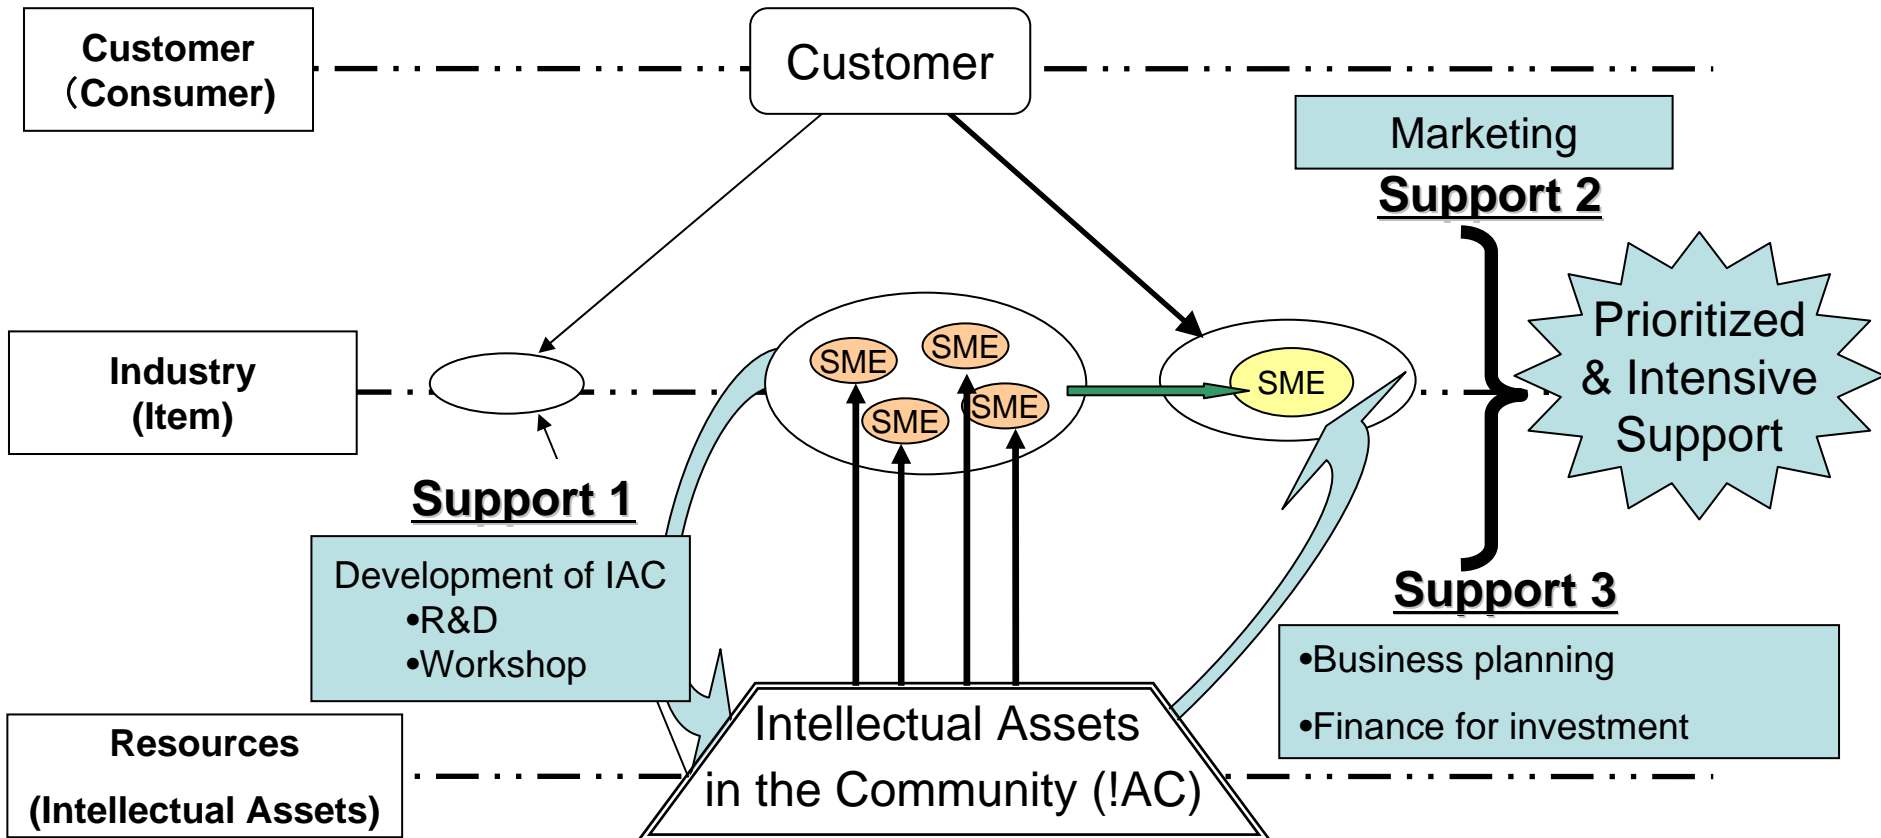 Customer
（Consumer)
Customer
Marketing
Support 2
Industry
(Item)
SME
SME
SME
SME
SME
Prioritized
& Intensive
Support
Support 1
Development of IAC
•R&D
•Workshop
Support 3
•Business planning
•Finance for investment
Resources
(Intellectual Assets)
Intellectual Assets
in the Community (!AC)